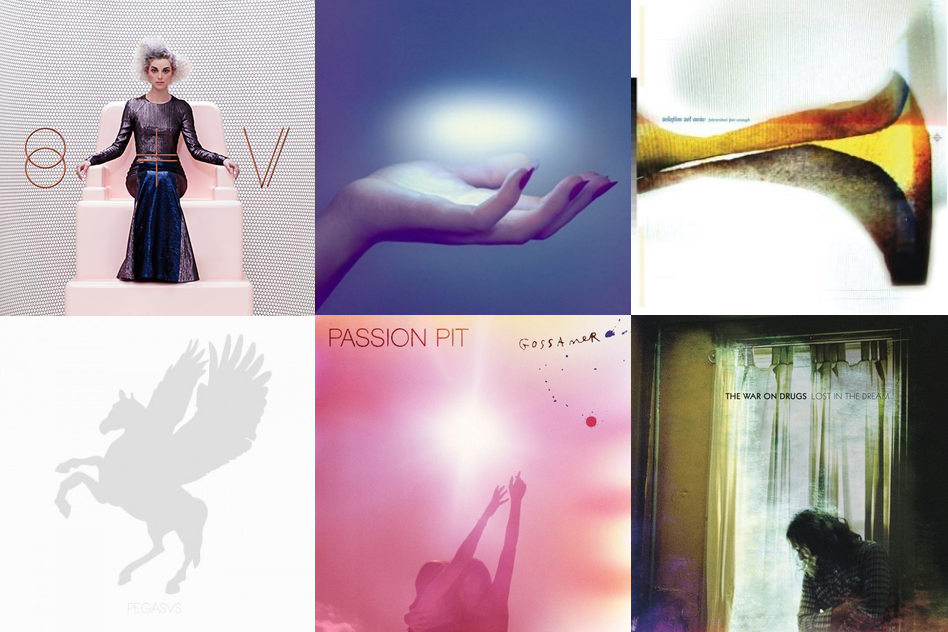 PASSION PIT
GOSSAMER
THE WAR ON DRUGS LOST IN THE DREAM
PEGASVS